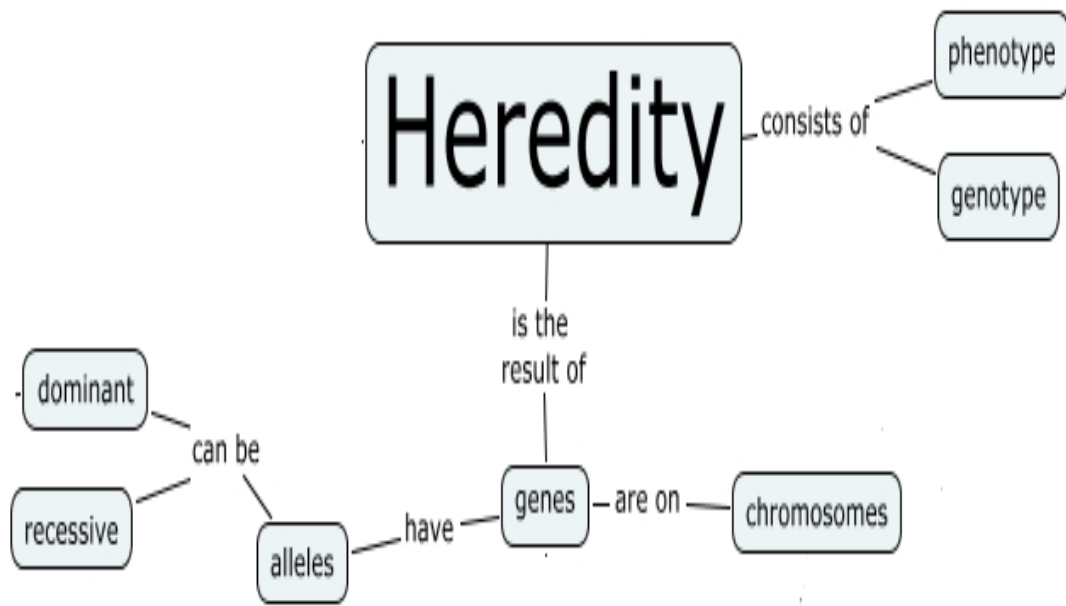 phenotype
Heredity
consists of
genotype
is the
result of
dominant
can be
recessive
genes
are on
chromosomes
have
alleles